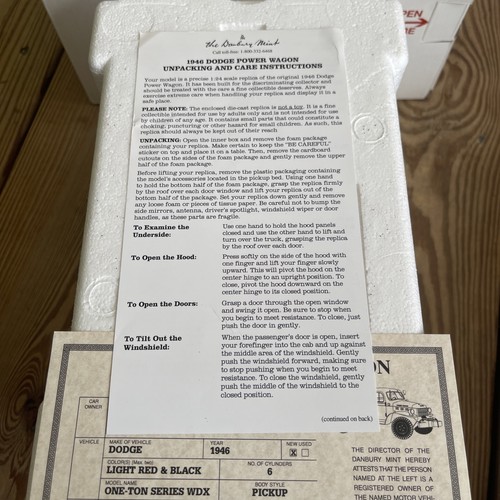 PEN
RE
the Danbury Mint
1946 DODGE POWER WAGON
UNPACKING AND CARE INSTRUCTIONS
Your model is a precise 1:24 scale replica of the original 1946 Dodge
Power Wagon. It has been built for the discriminating collector and
should be treated with the care a fine collectible deserves. Always
exercise extreme care when handling your replica and display it in a
safe place.
PLEASE NOTE: The enclosed die-cast replica is not a toy. It is a fine
collectible intended for use by adults only and is not intended for use
by children of any age. It contains small parts that could constitute a
choking, puncturing or other hazard for small children. As such, this
replica should always be kept out of their reach.
UNPACKING: Open the inner box and remove the foam package
containing your replica. Make certain to keep the "BE CAREFUL"
sticker on top and place it on a table. Then, remove the cardboard
cutouts on the sides of the foam package and gently remove the upper
half of the foam package.
Before lifting your replica, remove the plastic packaging containing
the model's accessories located in the pickup bed. Using one hand
to hold the bottom half of the foam package, grasp the replica firmly
by the roof over each door window and lift your replica out of the
bottom half of the package. Set your replica down gently and remove
any loose foam or pieces of tissue paper. Be careful not to bump the
side mirrors, antenna, driver's spotlight, windshield wiper or door
handles, as these parts are fragile.
To Examine the Underside:
Use one hand to hold the hood panels
closed and use the other hand to lift and
turn over the truck, grasping the replica
by the roof over each door.
To Open the Hood:
Press softly on the side of the hood with
one finger and lift your finger slowly
upward. This will pivot the hood on the
center hinge to an upright position. To
close, pivot the hood downward on the
center hinge to its closed position.
To Open the Doors:
Grasp a door through the open window
and swing it open. Be sure to stop when
you begin to meet resistance. To close, just
push the door in gently.
To Tilt Out the
Windshield:
When the passenger's door is open, insert
your forefinger into the cab and up against
the middle area of the windshield. Gently
push the windshield forward, making sure
to stop pushing when you begin to meet
resistance. To close the windshield, gently
push the middle of the windshield to the
closed position.
(continued on back)
ON
CAR
OWNER
VEHICLE
MAKE OF VEHICLE
DODGE
YEAR
1946
NEW USED
X
COLOR(S) (Max. two)
LIGHT RED & BLACK
NO. OF CYLINDERS
6
MODEL NAME
ONE-TON SERIES WDX
BODY STYLE
PICKUP
THE DIRECTOR OF THE
DANBURY MINT HEREBY
ATTESTS THAT THE PERSON
NAMED AT THE LEFT IS A
REGISTERED OWNER OF
THE NAMED MOTOR VEHI-